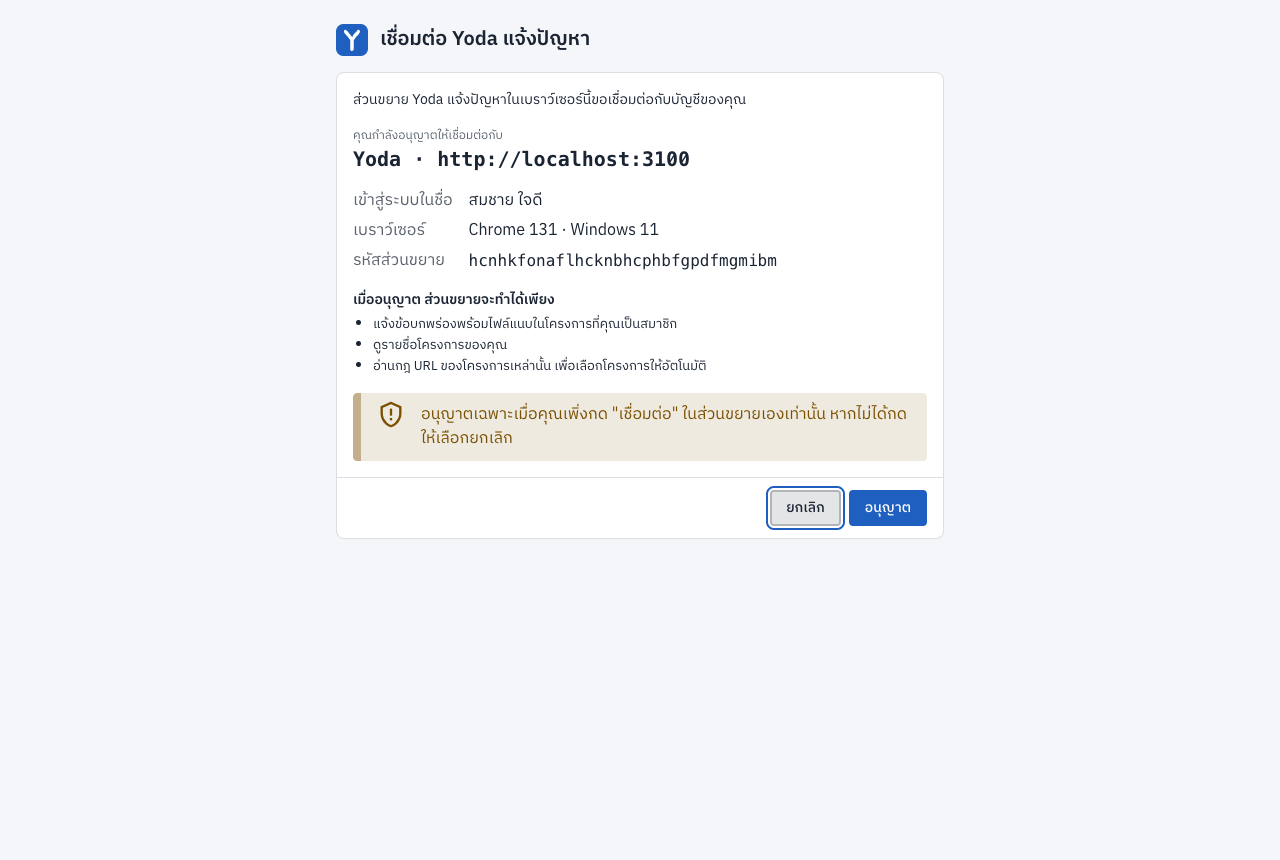 Y เชื่อมต่อ Yoda แจ้งปัญหา
ส่วนขยาย Yoda แจ้งปัญหาในเบราว์เซอร์นี้ขอเชื่อมต่อกับบัญชีของคุณ
คุณกำลังอนุญาตให้เชื่อมต่อกับ
Yoda · http://localhost:3100
เข้าสู่ระบบในชื่อ สมชาย ใจดี
เบราว์เซอร์ Chrome 131 · Windows 11
รหัสส่วนขยาย hcnhkfonaflhcknbhcphbfgpdfmgmibm
เมื่ออนุญาต ส่วนขยายจะทำได้เพียง
• แจ้งข้อบกพร่องพร้อมไฟล์แนบในโครงการที่คุณเป็นสมาชิก
• ดูรายชื่อโครงการของคุณ
• อ่านกฎ URL ของโครงการเหล่านั้น เพื่อเลือกโครงการให้อัตโนมัติ
อนุญาตเฉพาะเมื่อคุณเพิ่งกด "เชื่อมต่อ" ในส่วนขยายเองเท่านั้น หากไม่ได้กด
ให้เลือกยกเลิก
ยกเลิก อนุญาต